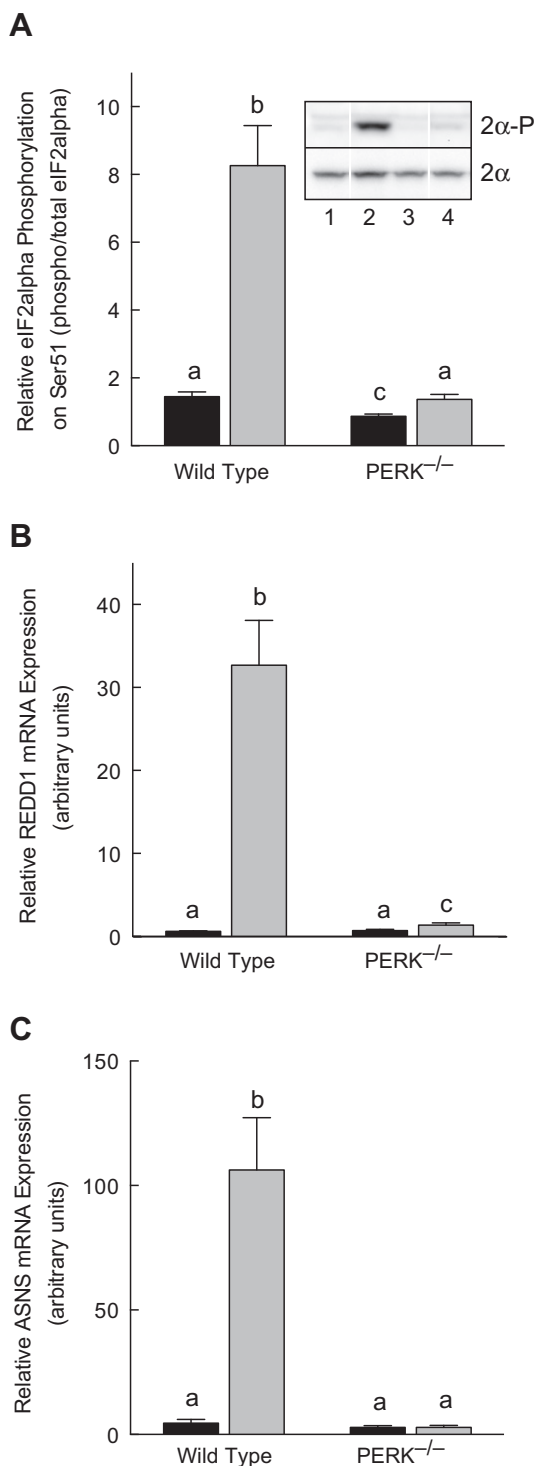 A
Relative eIF2alpha Phosphorylation
on Ser51 (phospho/total eIF2alpha)
10
8
6
4
2
0
a
b
c
a
2α-P
2α
1 2 3 4
Wild Type
PERK−/−
B
Relative REDD1 mRNA Expression
(arbitrary units)
40
30
20
10
0
a
b
a
c
Wild Type
PERK−/−
C
Relative ASNS mRNA Expression
(arbitrary units)
150
100
50
0
a
b
a
a
Wild Type
PERK−/−